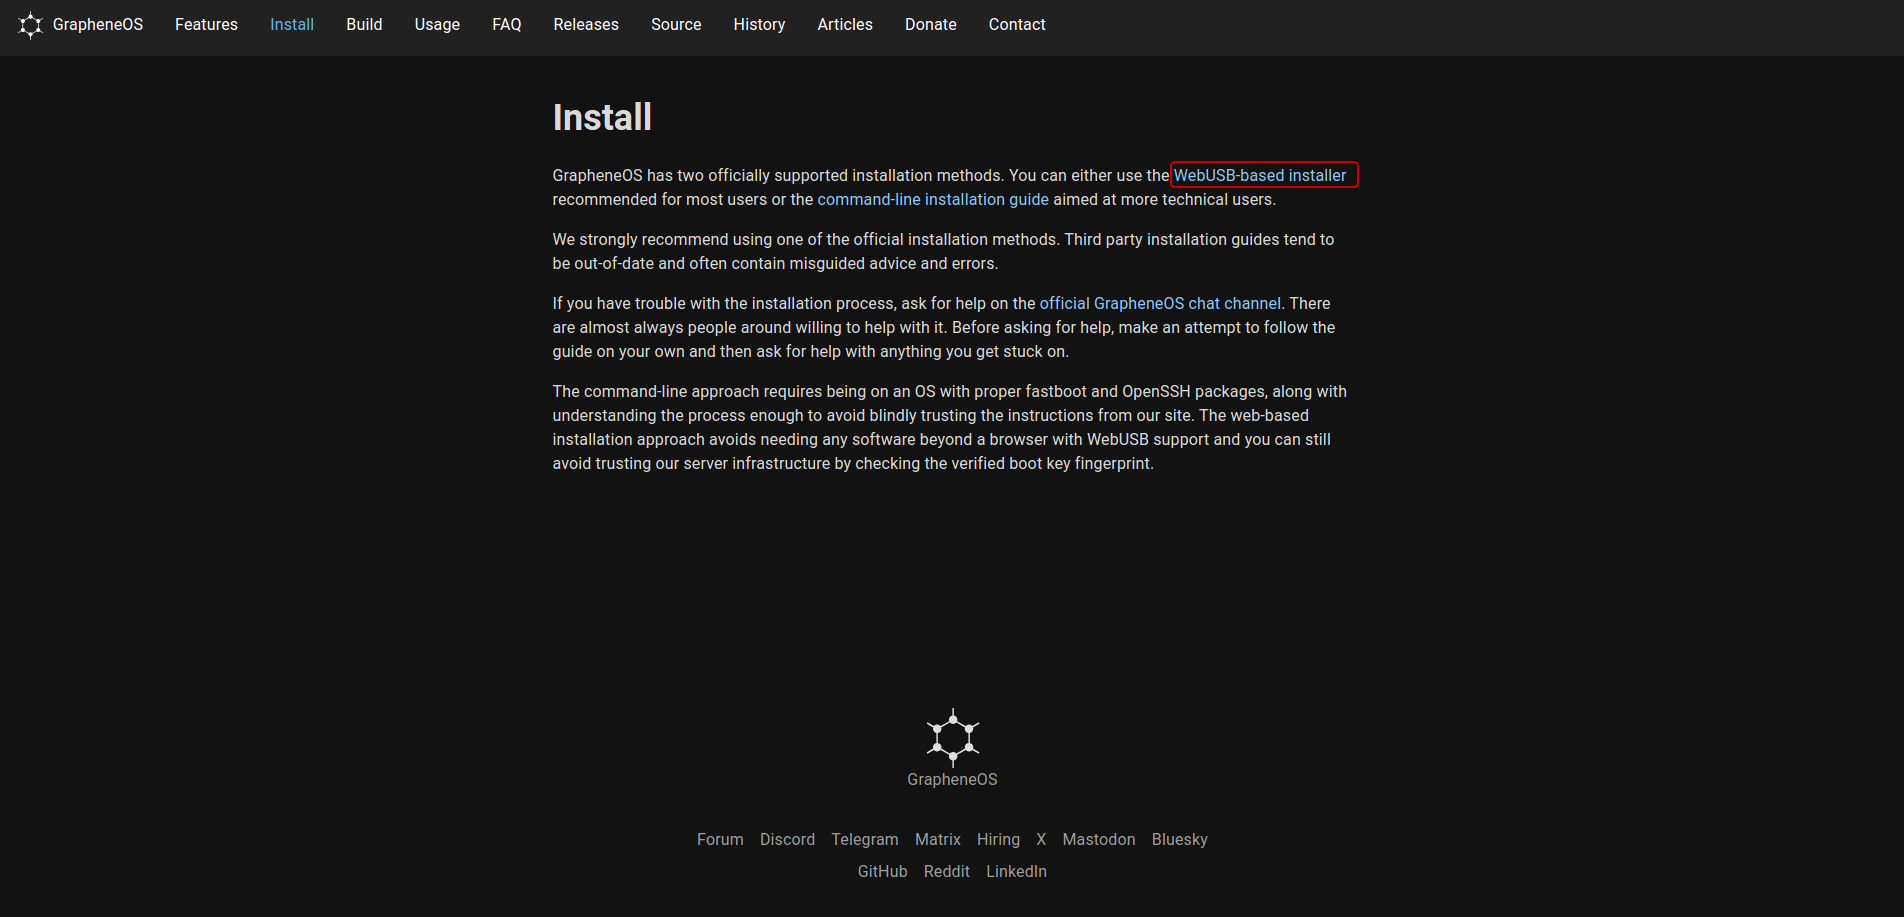 GrapheneOS Features Install Build Usage FAQ Releases Source History Articles Donate Contact
Install
GrapheneOS has two officially supported installation methods. You can either use the WebUSB-based installer
recommended for most users or the command-line installation guide aimed at more technical users.
We strongly recommend using one of the official installation methods. Third party installation guides tend to
be out-of-date and often contain misguided advice and errors.
If you have trouble with the installation process, ask for help on the official GrapheneOS chat channel. There
are almost always people around willing to help with it. Before asking for help, make an attempt to follow the
guide on your own and then ask for help with anything you get stuck on.
The command-line approach requires being on an OS with proper fastboot and OpenSSH packages, along with
understanding the process enough to avoid blindly trusting the instructions from our site. The web-based
installation approach avoids needing any software beyond a browser with WebUSB support and you can still
avoid trusting our server infrastructure by checking the verified boot key fingerprint.
GrapheneOS
Forum Discord Telegram Matrix Hiring X Mastodon Bluesky
GitHub Reddit LinkedIn